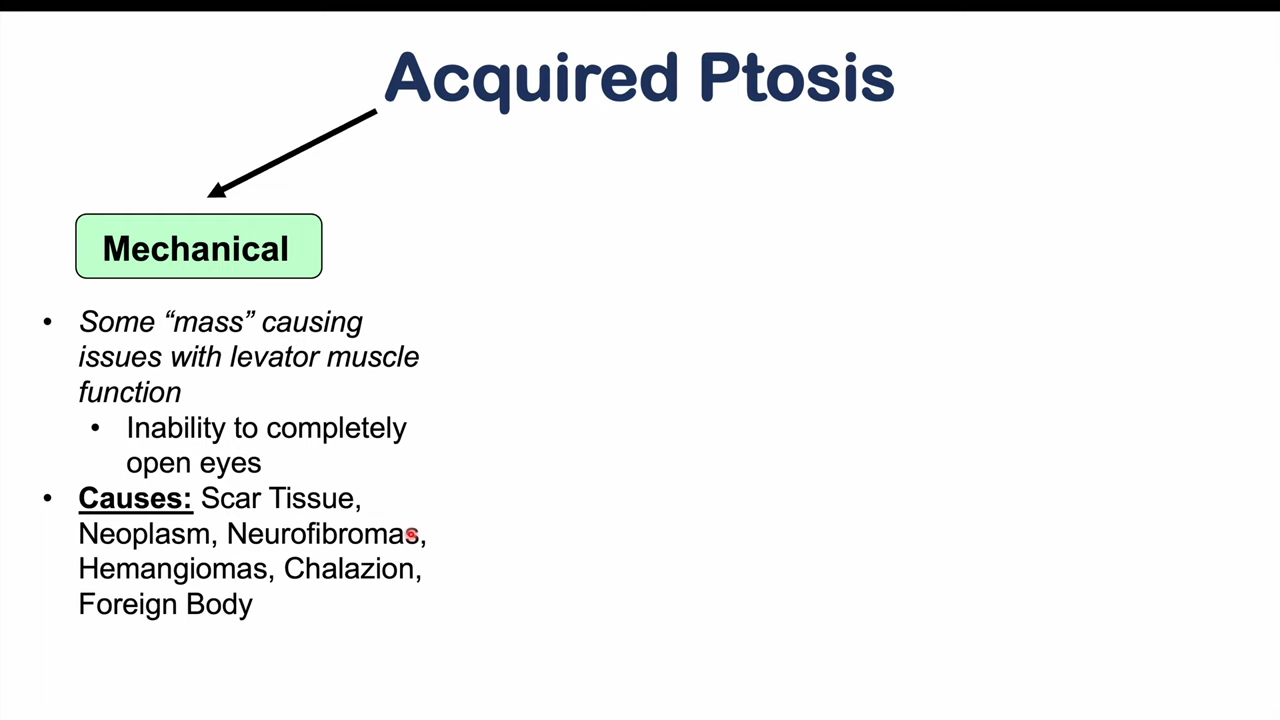 Acquired Ptosis
Mechanical
• Some “mass” causing
issues with levator muscle
function
• Inability to completely
open eyes
• Causes: Scar Tissue,
Neoplasm, Neurofibromas,
Hemangiomas, Chalazion,
Foreign Body